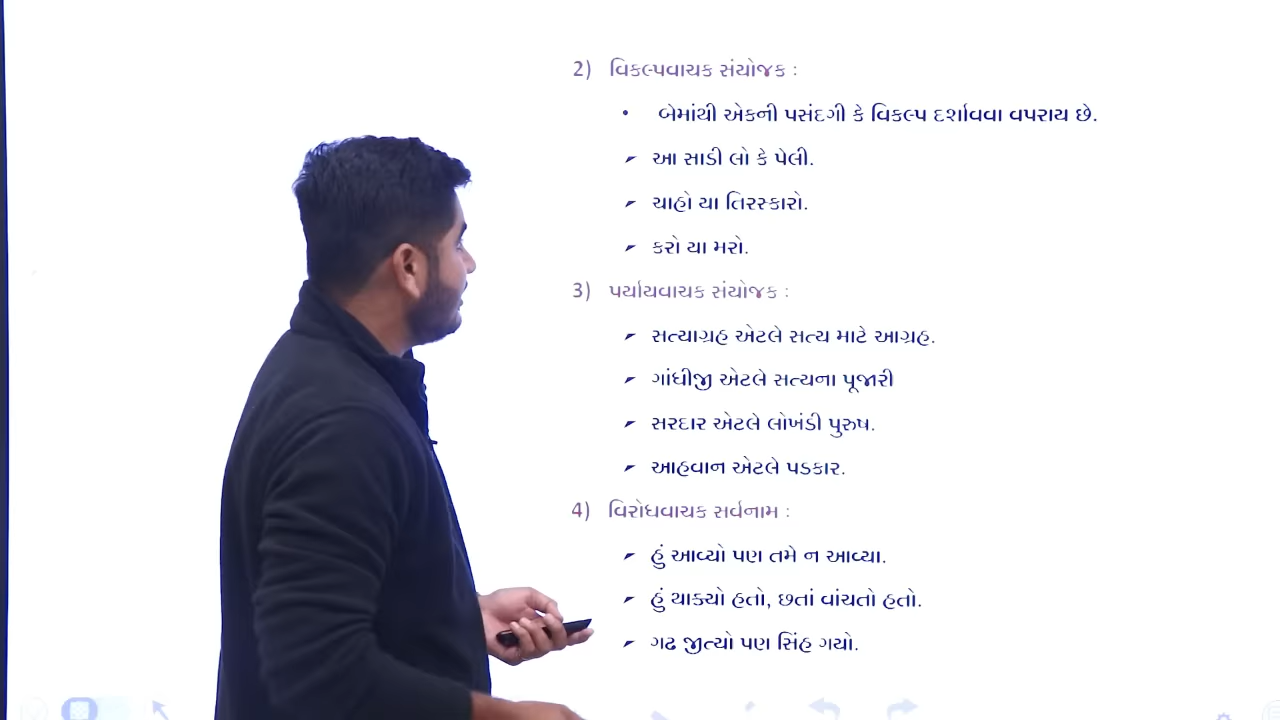 2) વિકલ્પવાચક સંયોજક :
• બેમાંથી એકની પસંદગી કે વિકલ્પ દર્શાવવા વપરાય છે.
➤ આ સાડી લો કે પેલી.
➤ ચાહો યા તિરસ્કારો.
➤ કરો યા મરો.
3) પર્યાયવાચક સંયોજક :
➤ સત્યાગ્રહ એટલે સત્ય માટે આગ્રહ.
➤ ગાંધીજી એટલે સત્યના પૂજારી
➤ સરદાર એટલે લોખંડી પુરુષ.
➤ આહવાન એટલે પડકાર.
4) વિરોધવાચક સર્વનામ :
➤ હું આવ્યો પણ તમે ન આવ્યા.
➤ હું થાક્યો હતો, છતાં વાંચતો હતો.
➤ ગઢ જીત્યો પણ સિંહ ગયો.